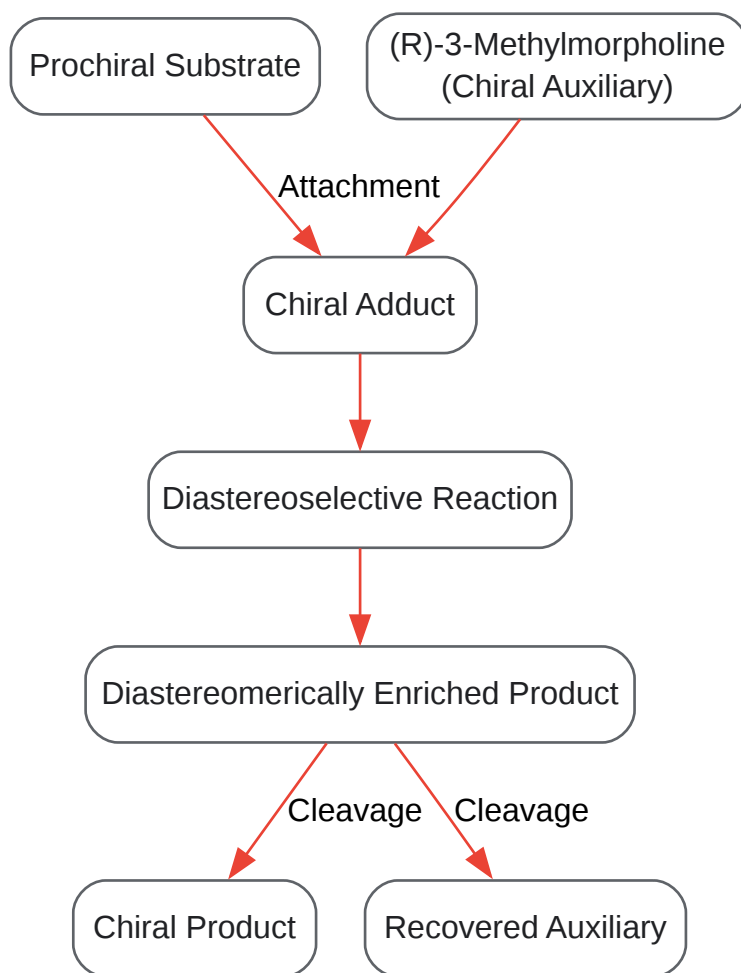 Prochiral Substrate
(R)-3-Methylmorpholine
(Chiral Auxiliary)
Attachment
Chiral Adduct
Diastereoselective Reaction
Diastereomerically Enriched Product
Cleavage
Cleavage
Chiral Product
Recovered Auxiliary